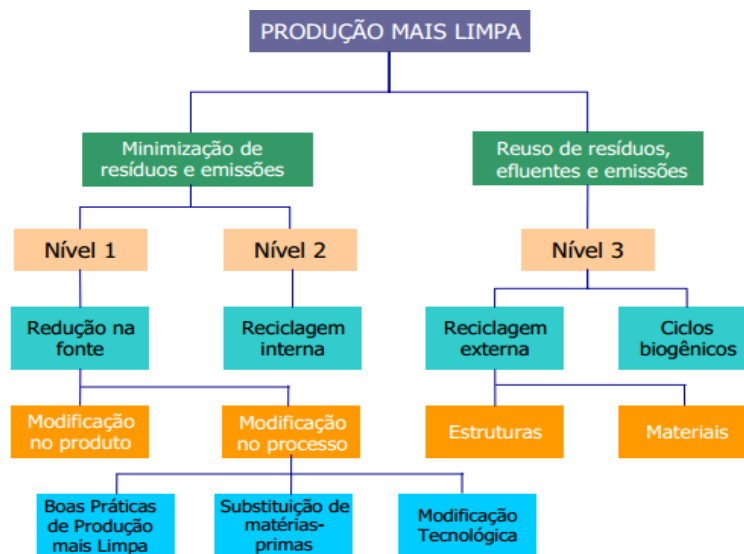 PRODUÇÃO MAIS LIMPA
Minimização de
resíduos e emissões
Reuso de resíduos,
efluentes e emissões
Nível 1
Nível 2
Nível 3
Redução na
fonte
Reciclagem
interna
Reciclagem
externa
Ciclos
biogênicos
Modificação
no produto
Modificação
no processo
Estruturas
Materiais
Boas Práticas
de Produção
mais Limpa
Substituição de
matérias-
primas
Modificação
Tecnológica